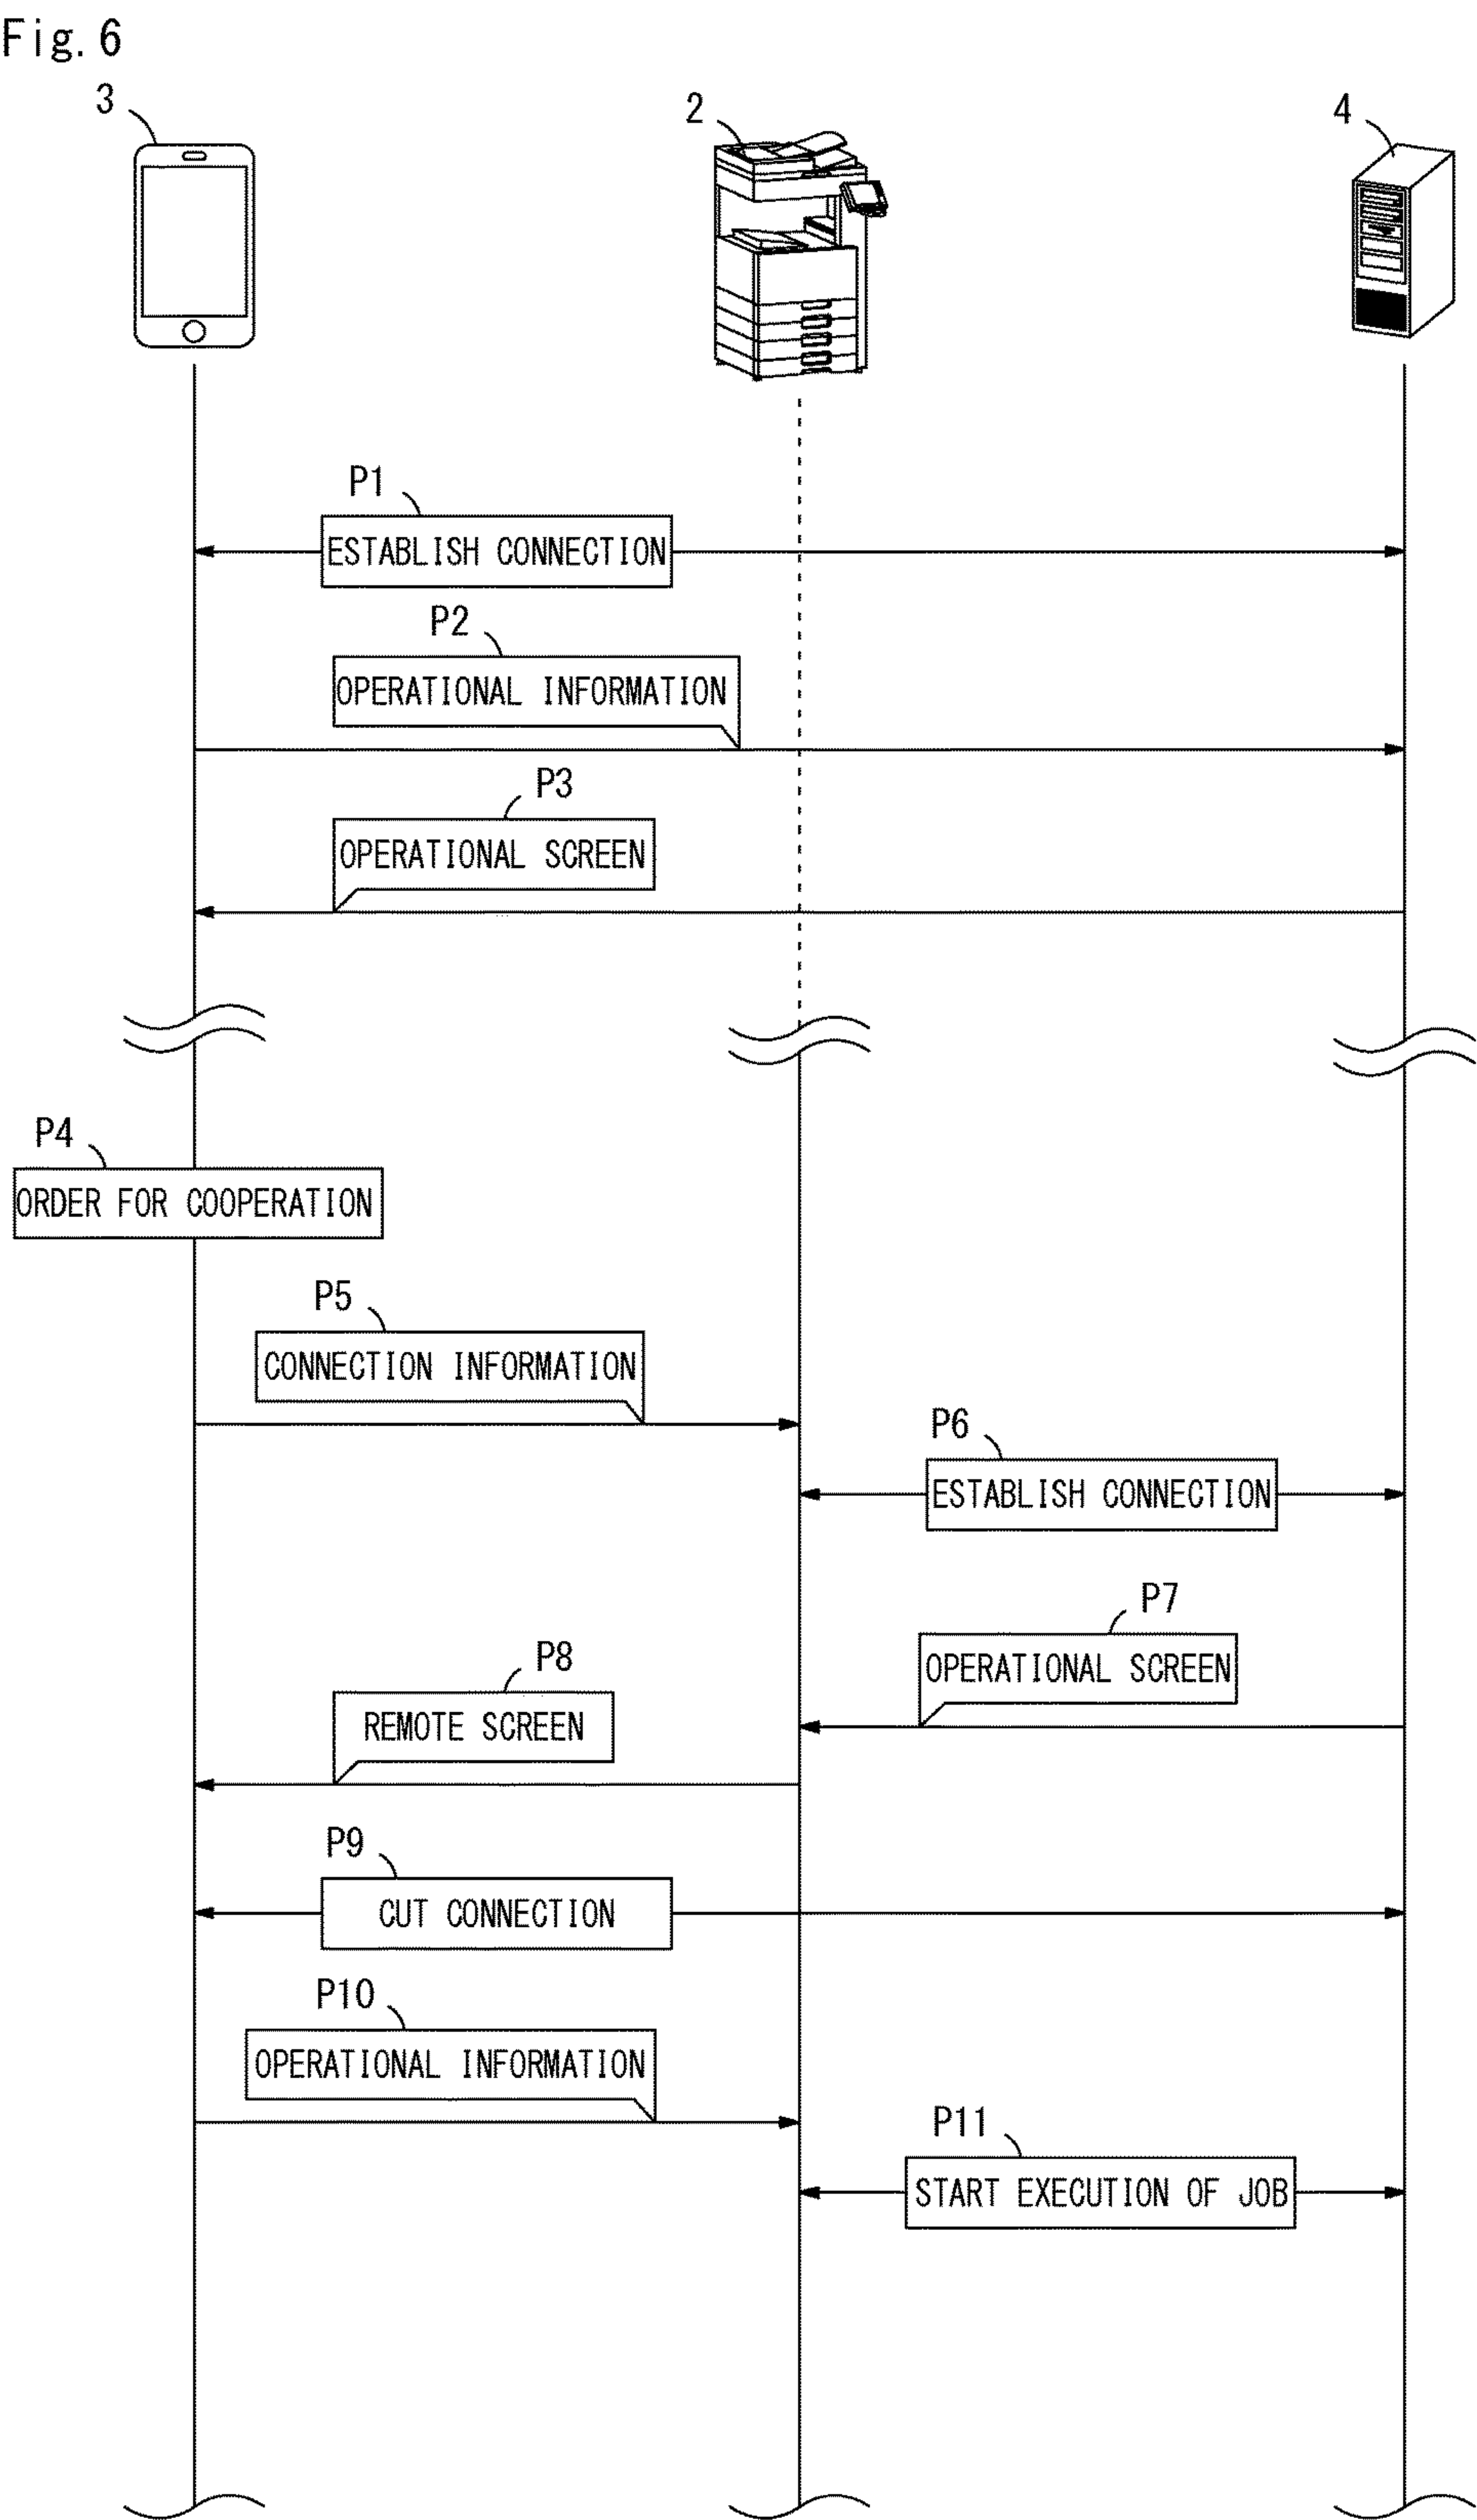 Fig. 6
3
2
4
P1
ESTABLISH CONNECTION
P2
OPERATIONAL INFORMATION
P3
OPERATIONAL SCREEN
P4
ORDER FOR COOPERATION
P5
CONNECTION INFORMATION
P6
ESTABLISH CONNECTION
P7
OPERATIONAL SCREEN
P8
REMOTE SCREEN
P9
CUT CONNECTION
P10
OPERATIONAL INFORMATION
P11
START EXECUTION OF JOB